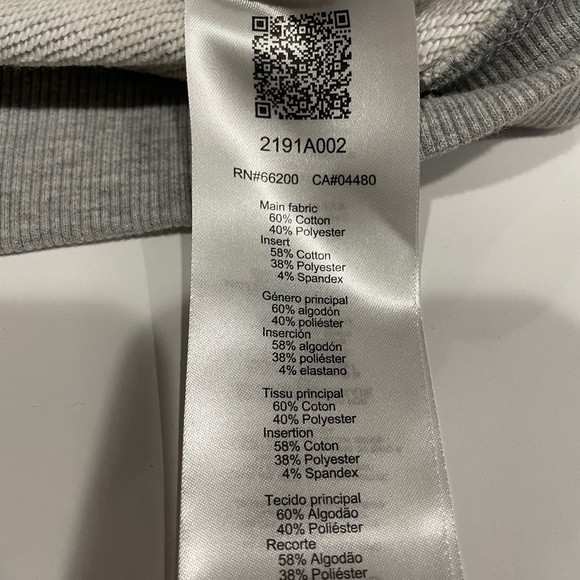 2191A002
RN#66200 CA#04480
Main fabric
60% Cotton
40% Polyester
Insert
58% Cotton
38% Polyester
4% Spandex
Género principal
60% algodón
40% poliéster
Inserción
58% algodón
38% poliéster
4% elastano
Tissu principal
60% Coton
40% Polyester
Insertion
58% Coton
38% Polyester
4% Spandex
Tecido principal
60% Algodão
40% Poliéster
Recorte
58% Algodão
38% Poliéster